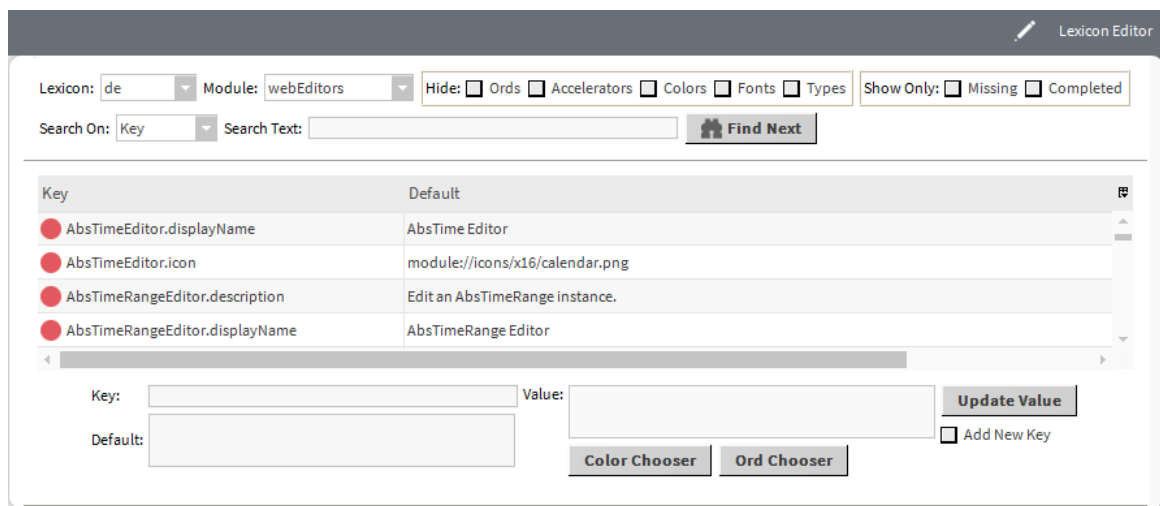 Lexicon Editor
Lexicon: de Module: webEditors Hide: Ords Accelerators Colors Fonts Types Show Only: Missing Completed
Search On: Key Search Text: Find Next
Key Default
AbsTimeEditor.displayName AbsTime Editor
AbsTimeEditor.icon module://icons/x16/calendar.png
AbsTimeRangeEditor.description Edit an AbsTimeRange instance.
AbsTimeRangeEditor.displayName AbsTimeRange Editor
Key: Value: Update Value
Default: Add New Key
Color Chooser Ord Chooser